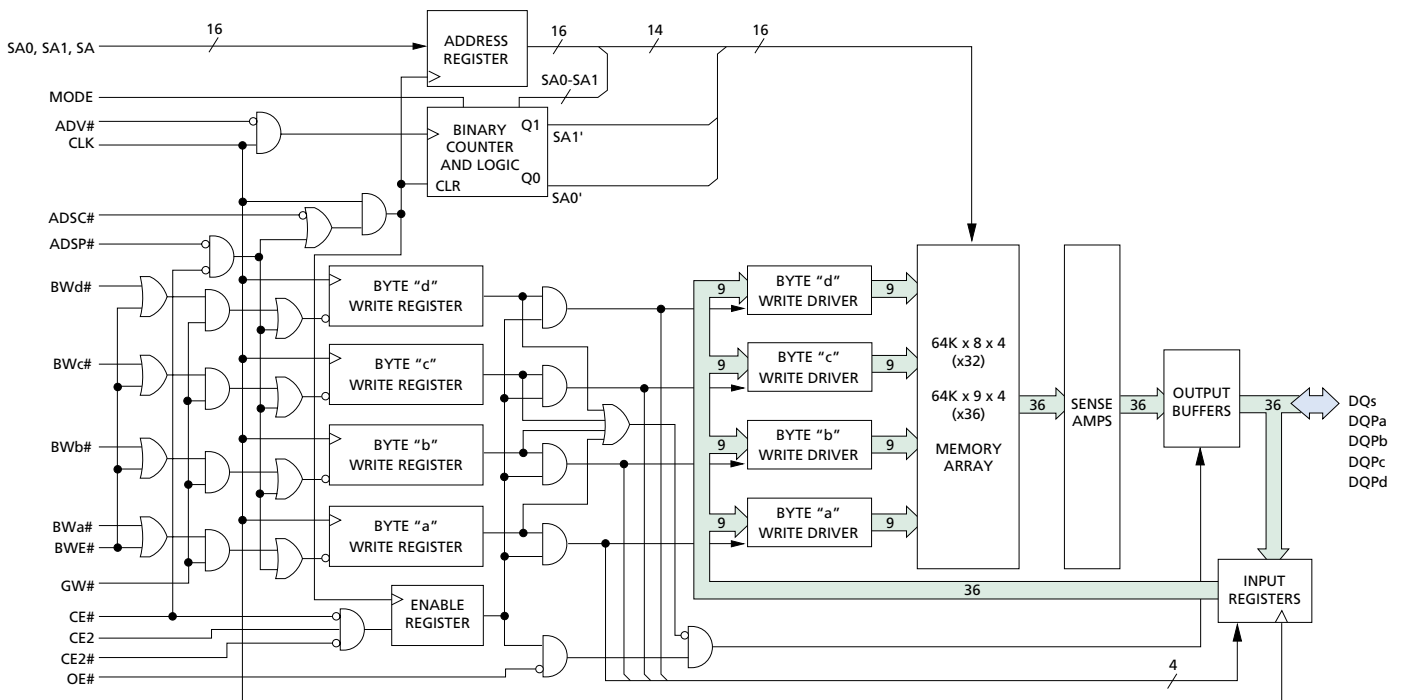 SA0, SA1, SA
16
ADDRESS
REGISTER
16
14
16
SA0-SA1
MODE
ADV#
CLK
BINARY
COUNTER
AND LOGIC
Q1
Q0
CLR
SA1'
SA0'
ADSC#
ADSP#
BWd#
BYTE “d”
WRITE REGISTER
9
BYTE “d”
WRITE DRIVER
9
BWc#
BYTE “c”
WRITE REGISTER
9
BYTE “c”
WRITE DRIVER
9
BWb#
BYTE “b”
WRITE REGISTER
9
BYTE “b”
WRITE DRIVER
9
BWa#
BWE#
BYTE “a”
WRITE REGISTER
9
BYTE “a”
WRITE DRIVER
9
64K x 8 x 4
(x32)
64K x 9 x 4
(x36)
MEMORY
ARRAY
36
SENSE
AMPS
36
OUTPUT
BUFFERS
36
DQs
DQPa
DQPb
DQPc
DQPd
GW#
CE#
CE2
CE2#
OE#
ENABLE
REGISTER
36
INPUT
REGISTERS
4